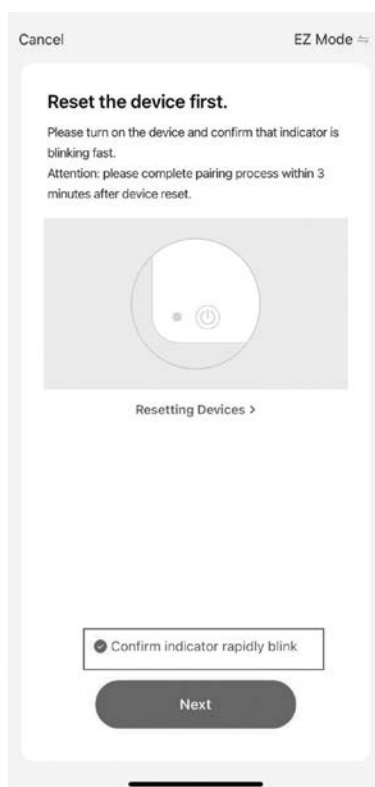 Cancel
EZ Mode
Reset the device first.
Please turn on the device and confirm that indicator is
blinking fast.
Attention: please complete pairing process within 3
minutes after device reset.
Resetting Devices >
Confirm indicator rapidly blink
Next